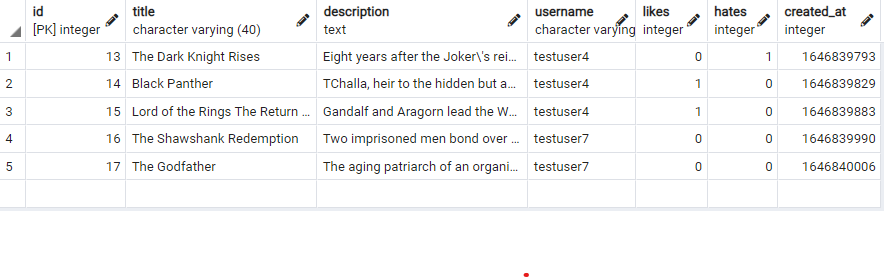 id title description username likes hates created_at
[PK] integer character varying (40) text character varying integer integer integer
1 13 The Dark Knight Rises Eight years after the Joker\'s rei... testuser4 0 1 1646839793
2 14 Black Panther TChalla, heir to the hidden but a... testuser4 1 0 1646839829
3 15 Lord of the Rings The Return ... Gandalf and Aragorn lead the W... testuser4 1 0 1646839883
4 16 The Shawshank Redemption Two imprisoned men bond over ... testuser7 0 0 1646839990
5 17 The Godfather The aging patriarch of an organi... testuser7 0 0 1646840006